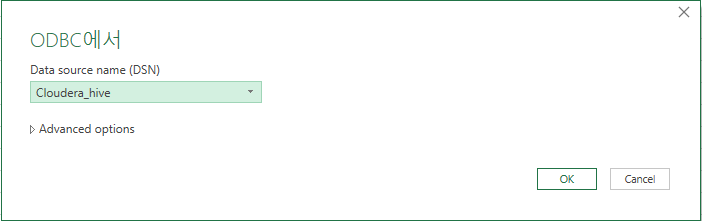 ODBC에서
Data source name (DSN)
Cloudera_hive
Advanced options
OK
Cancel